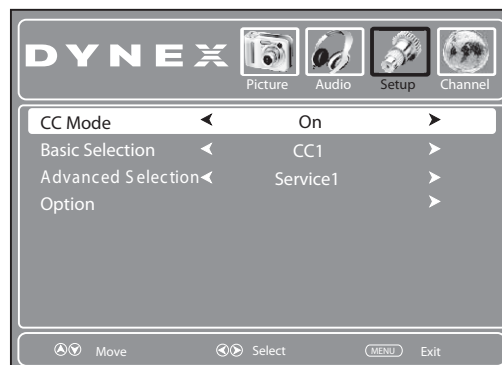 DYNEX
Picture Audio Setup Channel
CC Mode On
Basic Selection CC1
Advanced Selection Service1
Option
Move Select MENU Exit